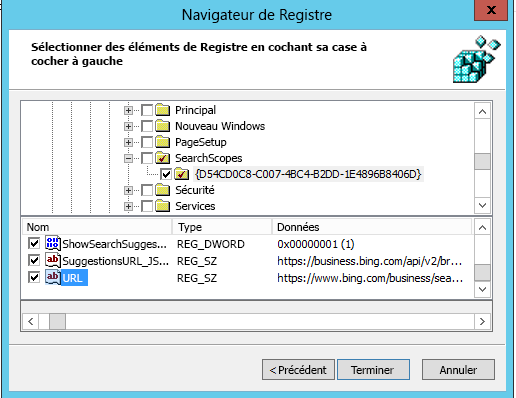 Navigateur de Registre
x
Sélectionner des éléments de Registre en cochant sa case à
cocher à gauche
Principal
Nouveau Windows
PageSetup
SearchScopes
{D54CD0C8-C007-4BC4-B2DD-1E4896B8406D}
Sécurité
Services
Nom Type Données
ShowSearchSugges... REG_DWORD 0x00000001 (1)
SuggestionsURL_JS... REG_SZ https://business.bing.com/api/v2/br...
URL REG_SZ https://www.bing.com/business/sea...
< Précédent Terminer Annuler